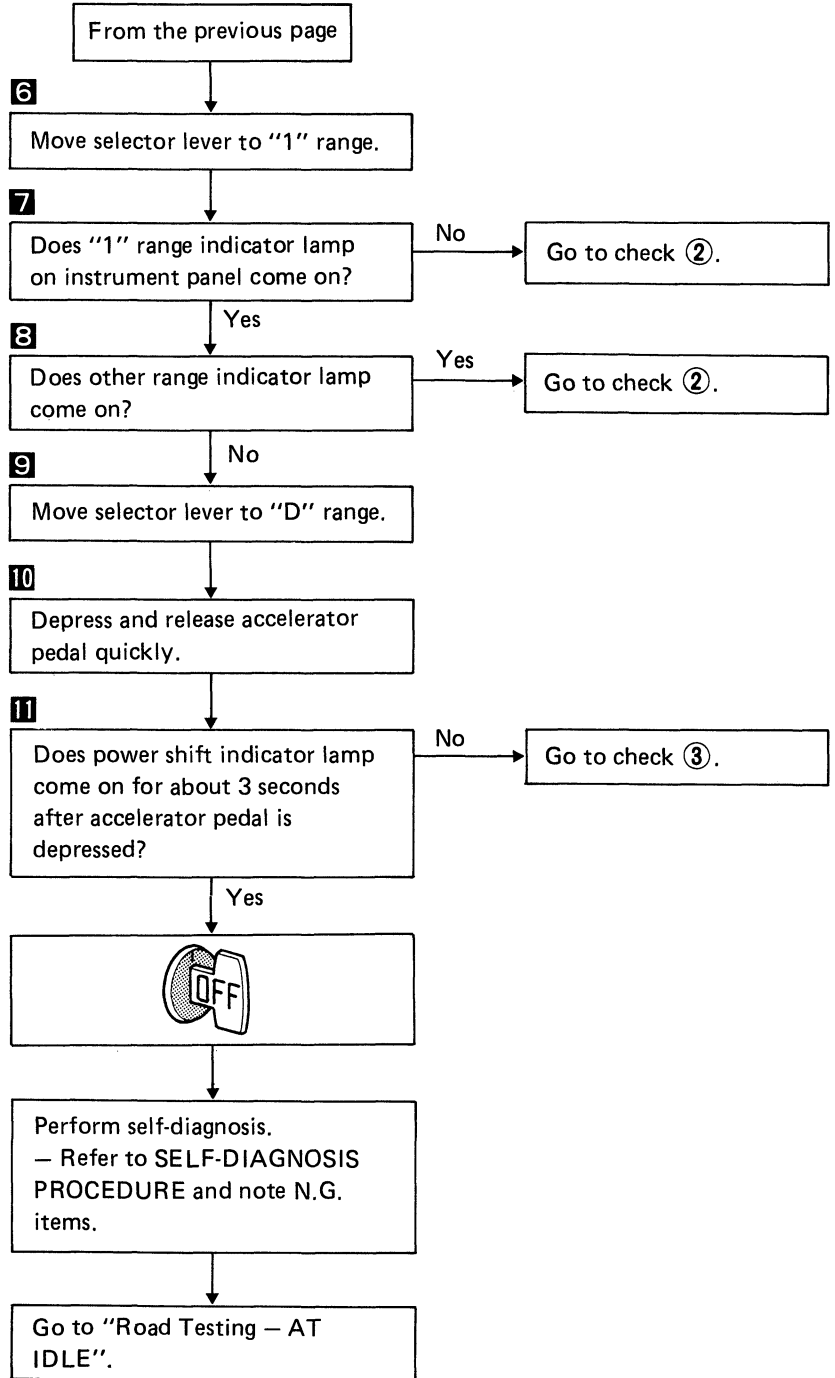 From the previous page
6
Move selector lever to "1" range.
7
Does "1" range indicator lamp
on instrument panel come on?
No
Go to check ②.
Yes
8
Does other range indicator lamp
come on?
Yes
Go to check ②.
No
9
Move selector lever to "D" range.
10
Depress and release accelerator
pedal quickly.
11
Does power shift indicator lamp
come on for about 3 seconds
after accelerator pedal is
depressed?
No
Go to check ③.
Yes
OFF
Perform self-diagnosis.
— Refer to SELF-DIAGNOSIS
PROCEDURE and note N.G.
items.
Go to "Road Testing — AT
IDLE".